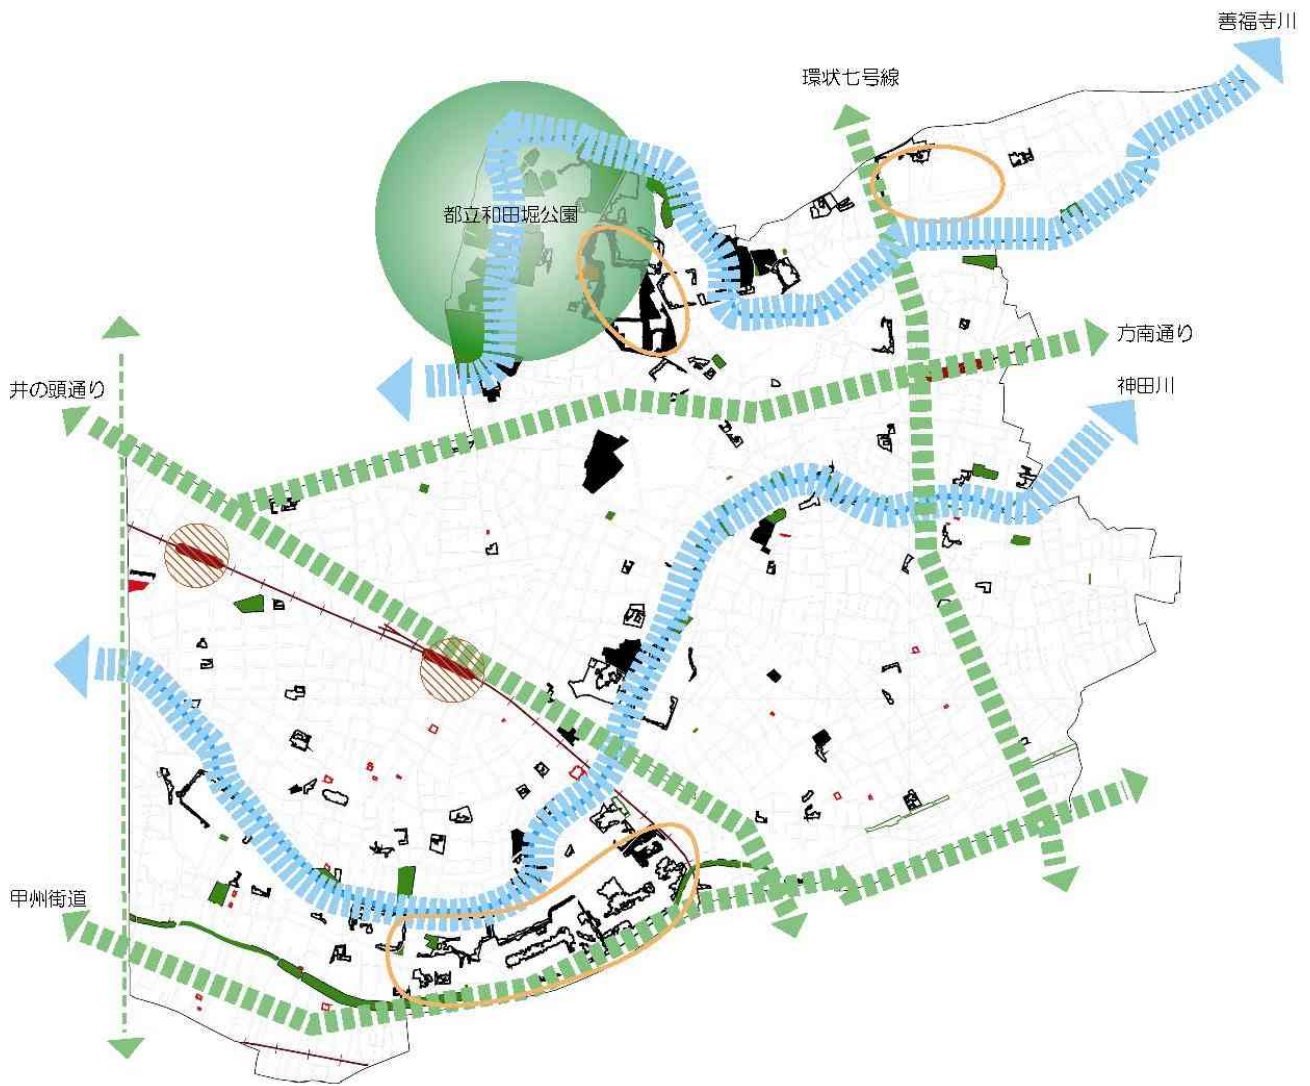 善福寺川
環状七号線
都立和田堀公園
方南通り
井の頭通り
神田川
甲州街道